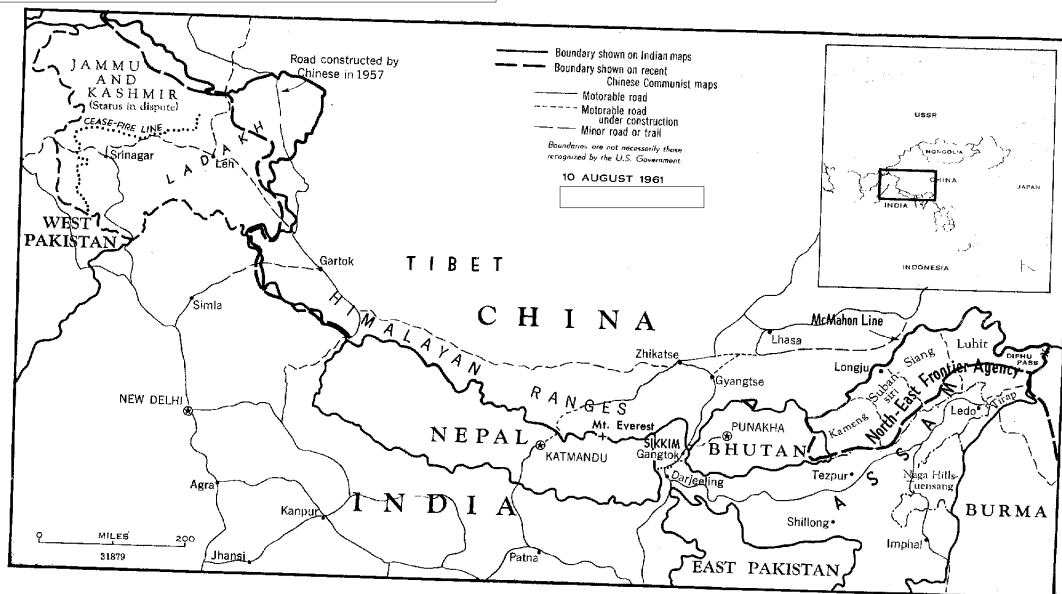 JAMMU
AND
KASHMIR
(Status in dispute)
CEASE-FIRE LINE
Srinagar
LADAKH
Leh
Road constructed by
Chinese in 1957
Boundary shown on Indian maps
Boundary shown on recent
Chinese Communist maps
Motorable road
Motorable road
under construction
Minor road or trail
Boundaries are not necessarily those
recognized by the U.S. Government.
10 AUGUST 1961
USSR
MONGOLIA
CHINA
JAPAN
INDIA
INDONESIA
WEST
PAKISTAN
Gartok
TIBET
CHINA
Simla
HIMALAYAN
RANGES
McMahon Line
Lhasa
Zhikatse
Gyangtse
Longju
Luhit
Siang
Suban
siri
Kameng
DIPHU
PASS
North-East Frontier Agency
NEW DELHI
NEPAL
Mt. Everest
KATMANDU
SIKKIM
Gangtok
PUNAKHA
BHUTAN
Darjeeling
Ledo
Tirap
ASSAM
Tezpur
Naga Hills-
Tuensang
Agra
INDIA
Kanpur
Shillong
BURMA
Imphal
0 MILES 200
31879
Jhansi
Patna
EAST PAKISTAN